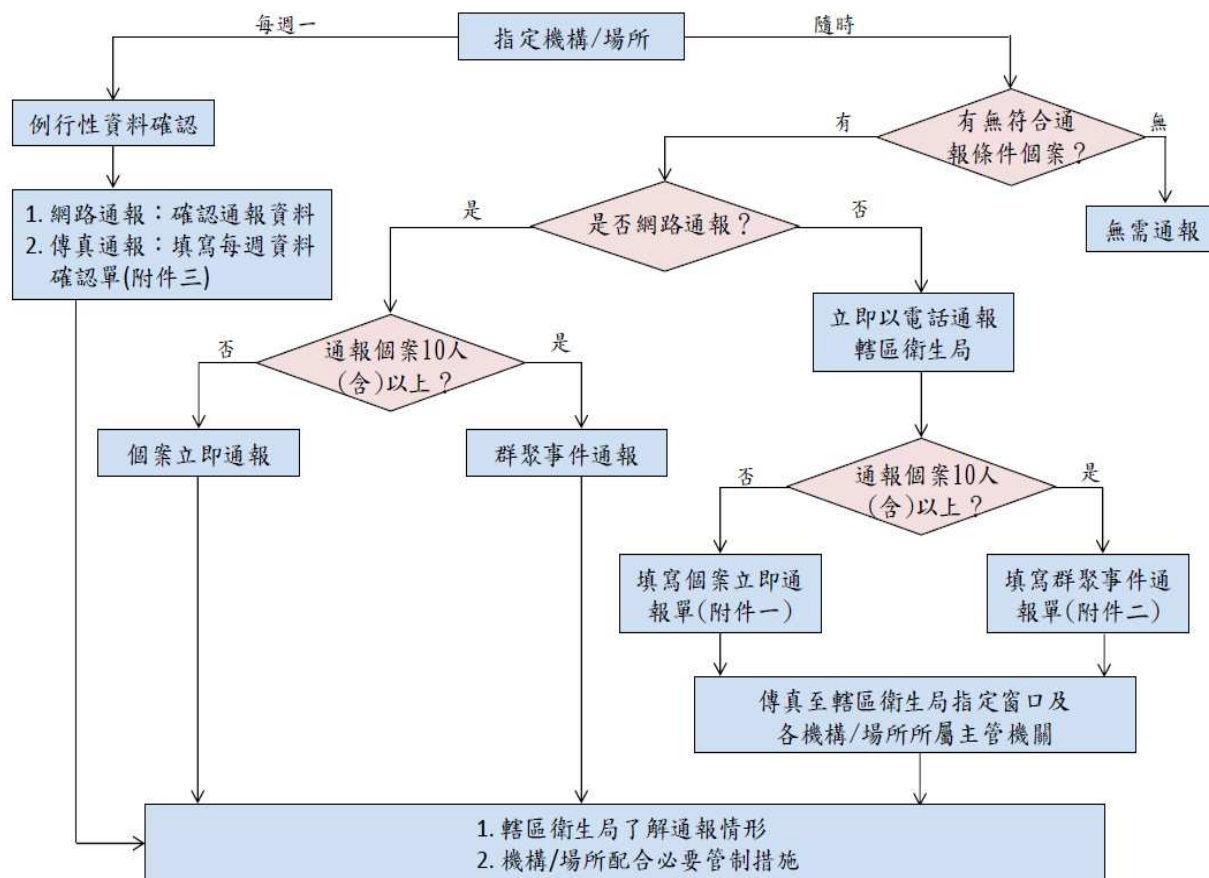 每週一
指定機構/場所
隨時
例行性資料確認
有
有無符合通
報條件個案？
無
1. 網路通報：確認通報資料
2. 傳真通報：填寫每週資料
確認單(附件三)
是
是否網路通報？
否
無需通報
立即以電話通報
轄區衛生局
否
通報個案10人
(含)以上？
是
個案立即通報
群聚事件通報
否
通報個案10人
(含)以上？
是
填寫個案立即通
報單(附件一)
填寫群聚事件通
報單(附件二)
傳真至轄區衛生局指定窗口及
各機構/場所所屬主管機關
1. 轄區衛生局了解通報情形
2. 機構/場所配合必要管制措施